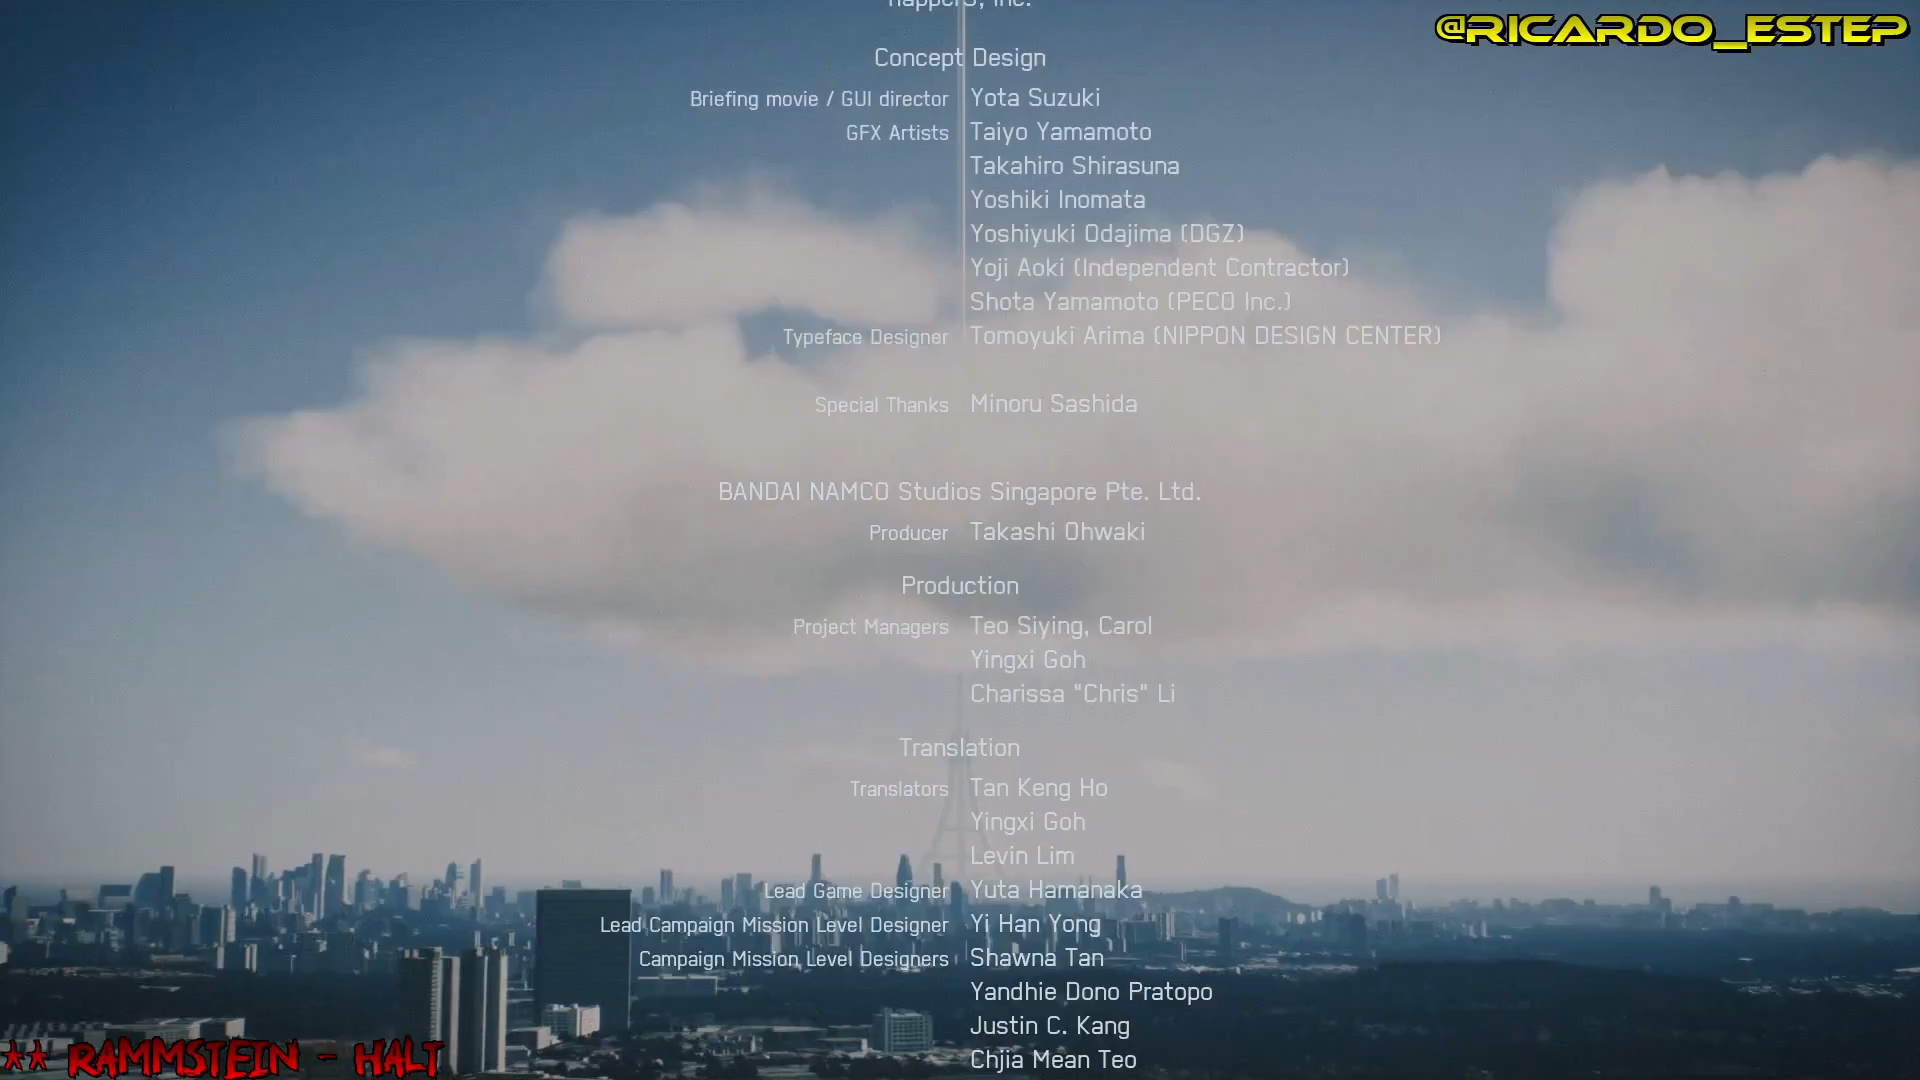 @RICARDO_ESTEP
Concept Design
Briefing movie / GUI director Yota Suzuki
GFX Artists Taiyo Yamamoto
Takahiro Shirasuna
Yoshiki Inomata
Yoshiyuki Odajima (DGZ)
Yoji Aoki (Independent Contractor)
Shota Yamamoto (PECO Inc.)
Typeface Designer Tomoyuki Arima (NIPPON DESIGN CENTER)
Special Thanks Minoru Sashida
BANDAI NAMCO Studios Singapore Pte. Ltd.
Producer Takashi Ohwaki
Production
Project Managers Teo Siying, Carol
Yingxi Goh
Charissa "Chris" Li
Translation
Translators Tan Keng Ho
Yingxi Goh
Levin Lim
Lead Game Designer Yuta Hamanaka
Lead Campaign Mission Level Designer Yi Han Yong
Campaign Mission Level Designers Shawna Tan
Yandhie Dono Pratopo
Justin C. Kang
Chjia Mean Teo
** RAMMSTEIN - HALT